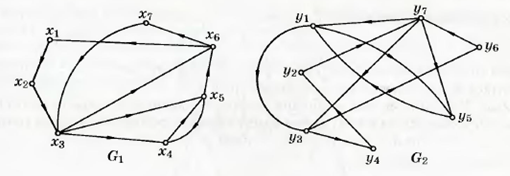 x₇
x₁
x₆
x₂
x₅
x₃
x₄
G₁
y₁
y₇
y₆
y₂
y₅
y₃
y₄
G₂